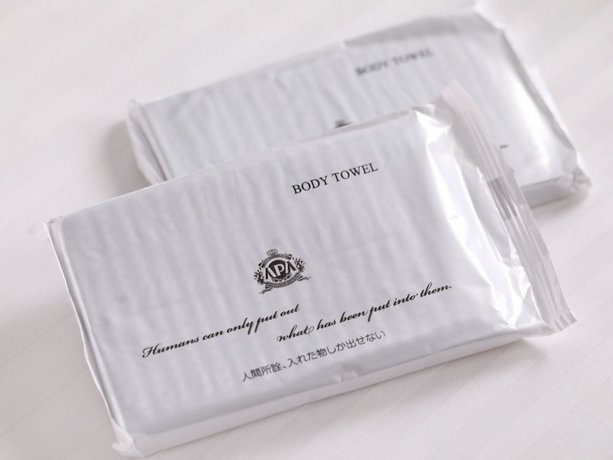 BODY TOWEL
BODY TOWEL
APA
Humans can only put out
what has been put into them.
人間所詮、入れた物しか出せない